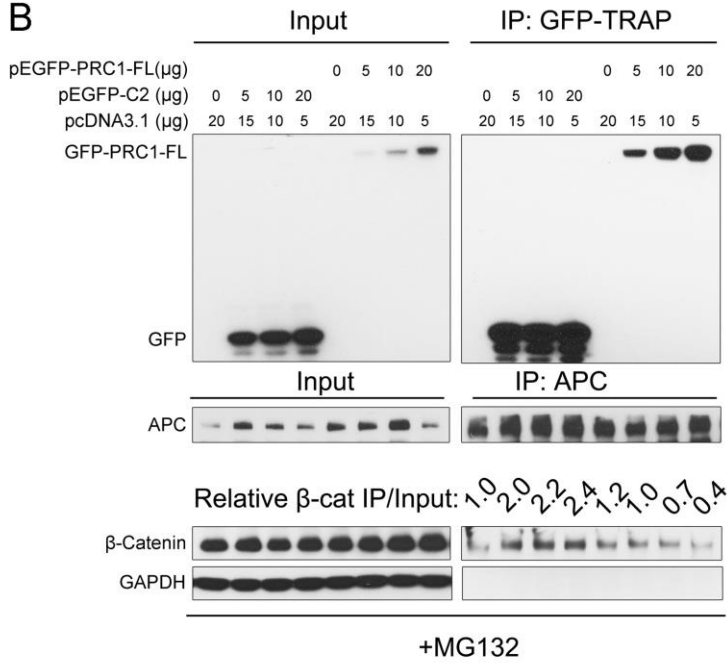 B
Input IP: GFP-TRAP
pEGFP-PRC1-FL(µg) 0 5 10 20 0 5 10 20
pEGFP-C2 (µg) 0 5 10 20 0 5 10 20
pcDNA3.1 (µg) 20 15 10 5 20 15 10 5 20 15 10 5 20 15 10 5
GFP-PRC1-FL
GFP
Input IP: APC
APC
Relative β-cat IP/Input: 1.0 2.0 2.2 2.4 1.2 1.0 0.7 0.4
β-Catenin
GAPDH
+MG132